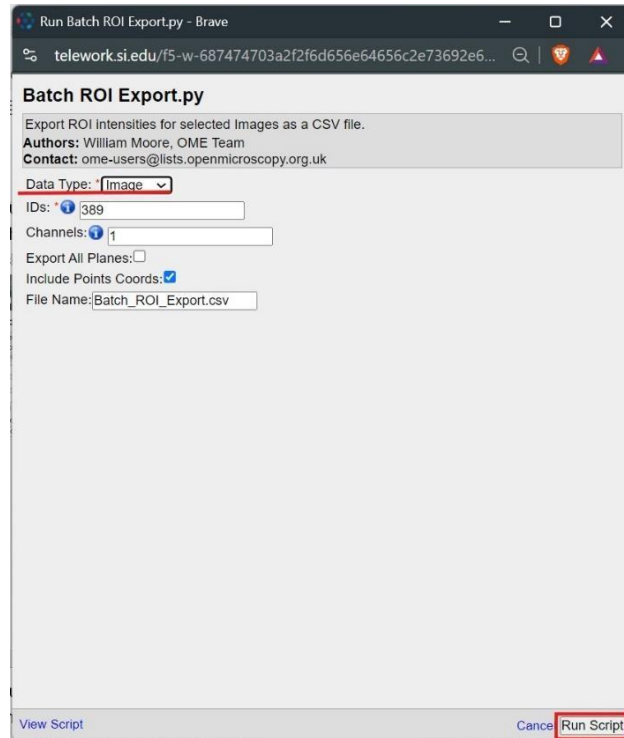 Run Batch ROI Export.py - Brave
telework.si.edu/f5-w-687474703a2f2f6d656e64656c2e73692e6...
Batch ROI Export.py
Export ROI intensities for selected Images as a CSV file.
Authors: William Moore, OME Team
Contact: ome-users@lists.openmicroscopy.org.uk
Data Type: * Image
IDs: * 389
Channels: 1
Export All Planes:
Include Points Coords:
File Name: Batch_ROI_Export.csv
View Script Cance Run Script